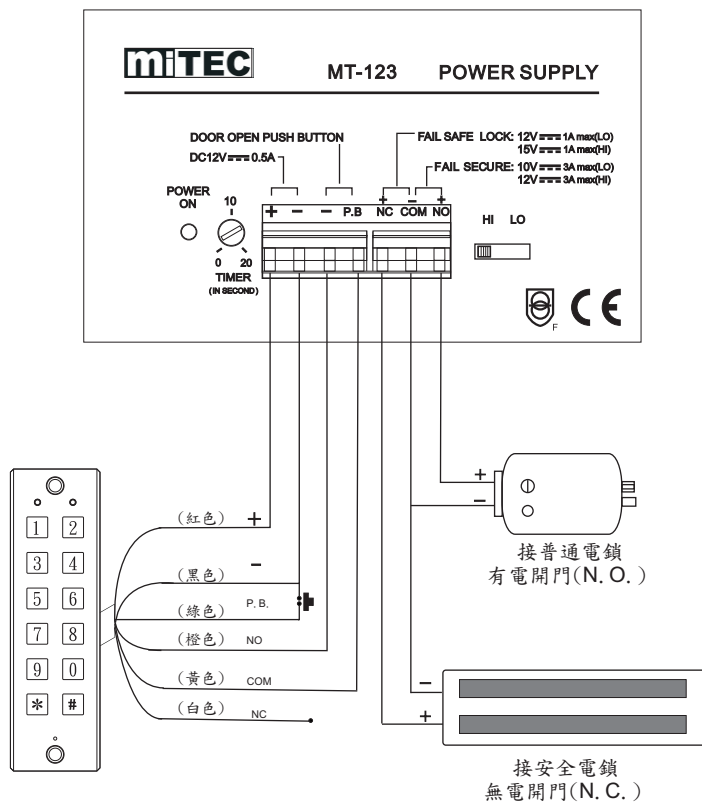 miTEC MT-123 POWER SUPPLY
DOOR OPEN PUSH BUTTON
DC12V 0.5A
FAIL SAFE LOCK: 12V 1A max(LO)
15V 1A max(HI)
FAIL SECURE: 10V 3A max(LO)
12V 3A max(HI)
POWER
ON
10
0 20
TIMER
(IN SECOND)
+ − − P.B NC COM NO
+ − +
HI LO
F
CE
+
−
(紅色) +
(黑色) −
(綠色) P.B.
(橙色) NO
(黃色) COM
(白色) NC
1 2
3 4
5 6
7 8
9 0
* #
接普通電鎖
有電開門(N.O.)
−
+
接安全電鎖
無電開門(N.C.)